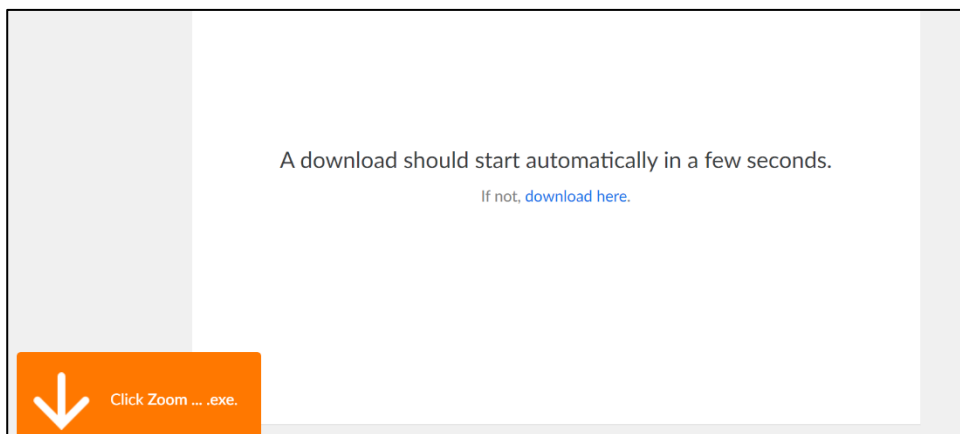 A download should start automatically in a few seconds.
If not, download here.
Click Zoom ... .exe.